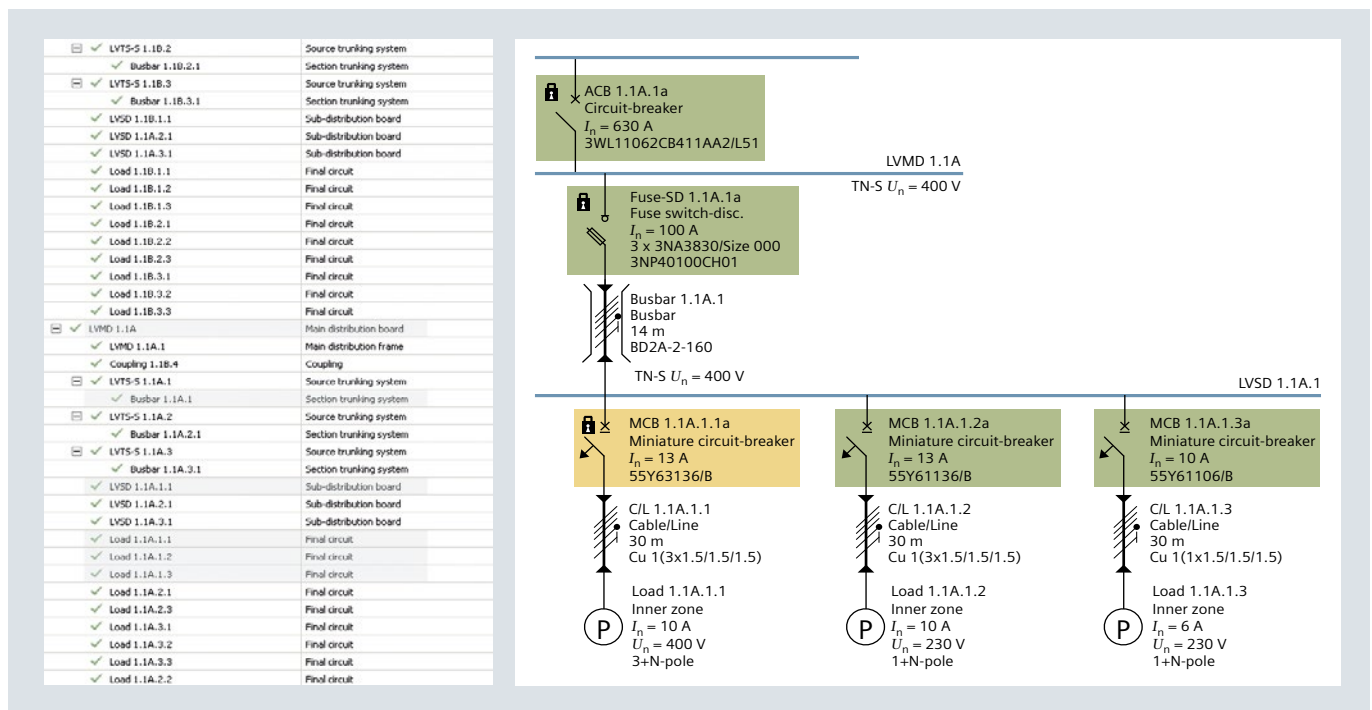 LVTS-S 1.1B.2 Source trunking system
Busbar 1.1B.2.1 Section trunking system
LVTS-S 1.1B.3 Source trunking system
Busbar 1.1B.3.1 Section trunking system
LVSD 1.1B.1.1 Sub-distribution board
LVSD 1.1A.2.1 Sub-distribution board
LVSD 1.1A.3.1 Sub-distribution board
Load 1.1B.1.1 Final circuit
Load 1.1B.1.2 Final circuit
Load 1.1B.1.3 Final circuit
Load 1.1B.2.1 Final circuit
Load 1.1B.2.2 Final circuit
Load 1.1B.2.3 Final circuit
Load 1.1B.3.1 Final circuit
Load 1.1B.3.2 Final circuit
Load 1.1B.3.3 Final circuit
LVMD 1.1A Main distribution board
LVMD 1.1A.1 Main distribution frame
Coupling 1.1B.4 Coupling
LVTS-S 1.1A.1 Source trunking system
Busbar 1.1A.1 Section trunking system
LVTS-S 1.1A.2 Source trunking system
Busbar 1.1A.2.1 Section trunking system
LVTS-S 1.1A.3 Source trunking system
Busbar 1.1A.3.1 Section trunking system
LVSD 1.1A.1.1 Sub-distribution board
LVSD 1.1A.2.1 Sub-distribution board
LVSD 1.1A.3.1 Sub-distribution board
Load 1.1A.1.1 Final circuit
Load 1.1A.1.2 Final circuit
Load 1.1A.1.3 Final circuit
Load 1.1A.2.1 Final circuit
Load 1.1A.2.3 Final circuit
Load 1.1A.3.1 Final circuit
Load 1.1A.3.2 Final circuit
Load 1.1A.3.3 Final circuit
Load 1.1A.2.2 Final circuit
ACB 1.1A.1a
Circuit-breaker
In = 630 A
3WL11062CB411AA2/L51
LVMD 1.1A
TN-S Un = 400 V
Fuse-SD 1.1A.1a
Fuse switch-disc.
In = 100 A
3 x 3NA3830/Size 000
3NP40100CH01
Busbar 1.1A.1
Busbar
14 m
BD2A-2-160
TN-S Un = 400 V
LVSD 1.1A.1
MCB 1.1A.1.1a
Miniature circuit-breaker
In = 13 A
55Y63136/B
C/L 1.1A.1.1
Cable/Line
30 m
Cu 1(3x1.5/1.5/1.5)
Load 1.1A.1.1
Inner zone
In = 10 A
Un = 400 V
3+N-pole
P
MCB 1.1A.1.2a
Miniature circuit-breaker
In = 13 A
55Y61136/B
C/L 1.1A.1.2
Cable/Line
30 m
Cu 1(3x1.5/1.5/1.5)
Load 1.1A.1.2
Inner zone
In = 10 A
Un = 230 V
1+N-pole
P
MCB 1.1A.1.3a
Miniature circuit-breaker
In = 10 A
55Y61106/B
C/L 1.1A.1.3
Cable/Line
30 m
Cu 1(1x1.5/1.5/1.5)
Load 1.1A.1.3
Inner zone
In = 6 A
Un = 230 V
1+N-pole
P